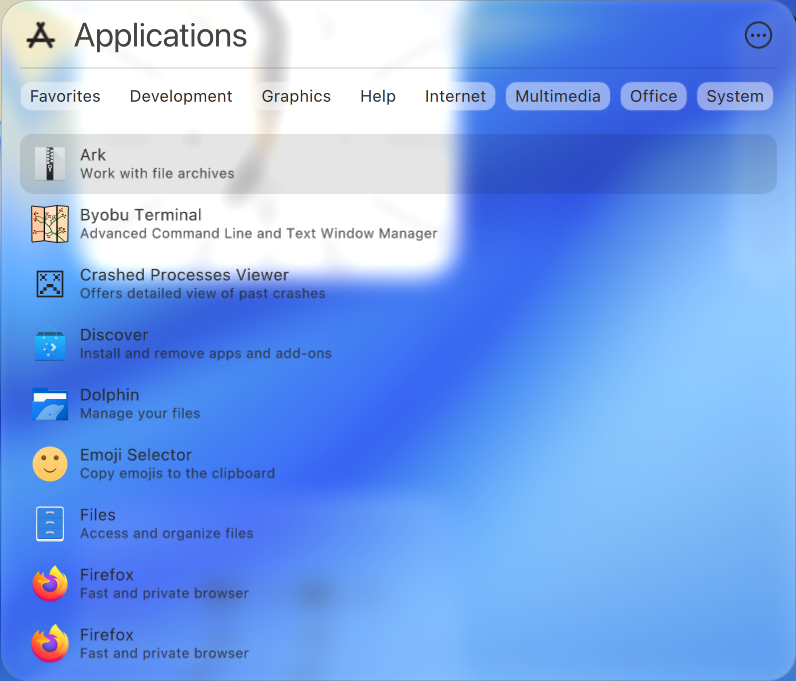 Applications
Favorites Development Graphics Help Internet Multimedia Office System
Ark
Work with file archives
Byobu Terminal
Advanced Command Line and Text Window Manager
Crashed Processes Viewer
Offers detailed view of past crashes
Discover
Install and remove apps and add-ons
Dolphin
Manage your files
Emoji Selector
Copy emojis to the clipboard
Files
Access and organize files
Firefox
Fast and private browser
Firefox
Fast and private browser